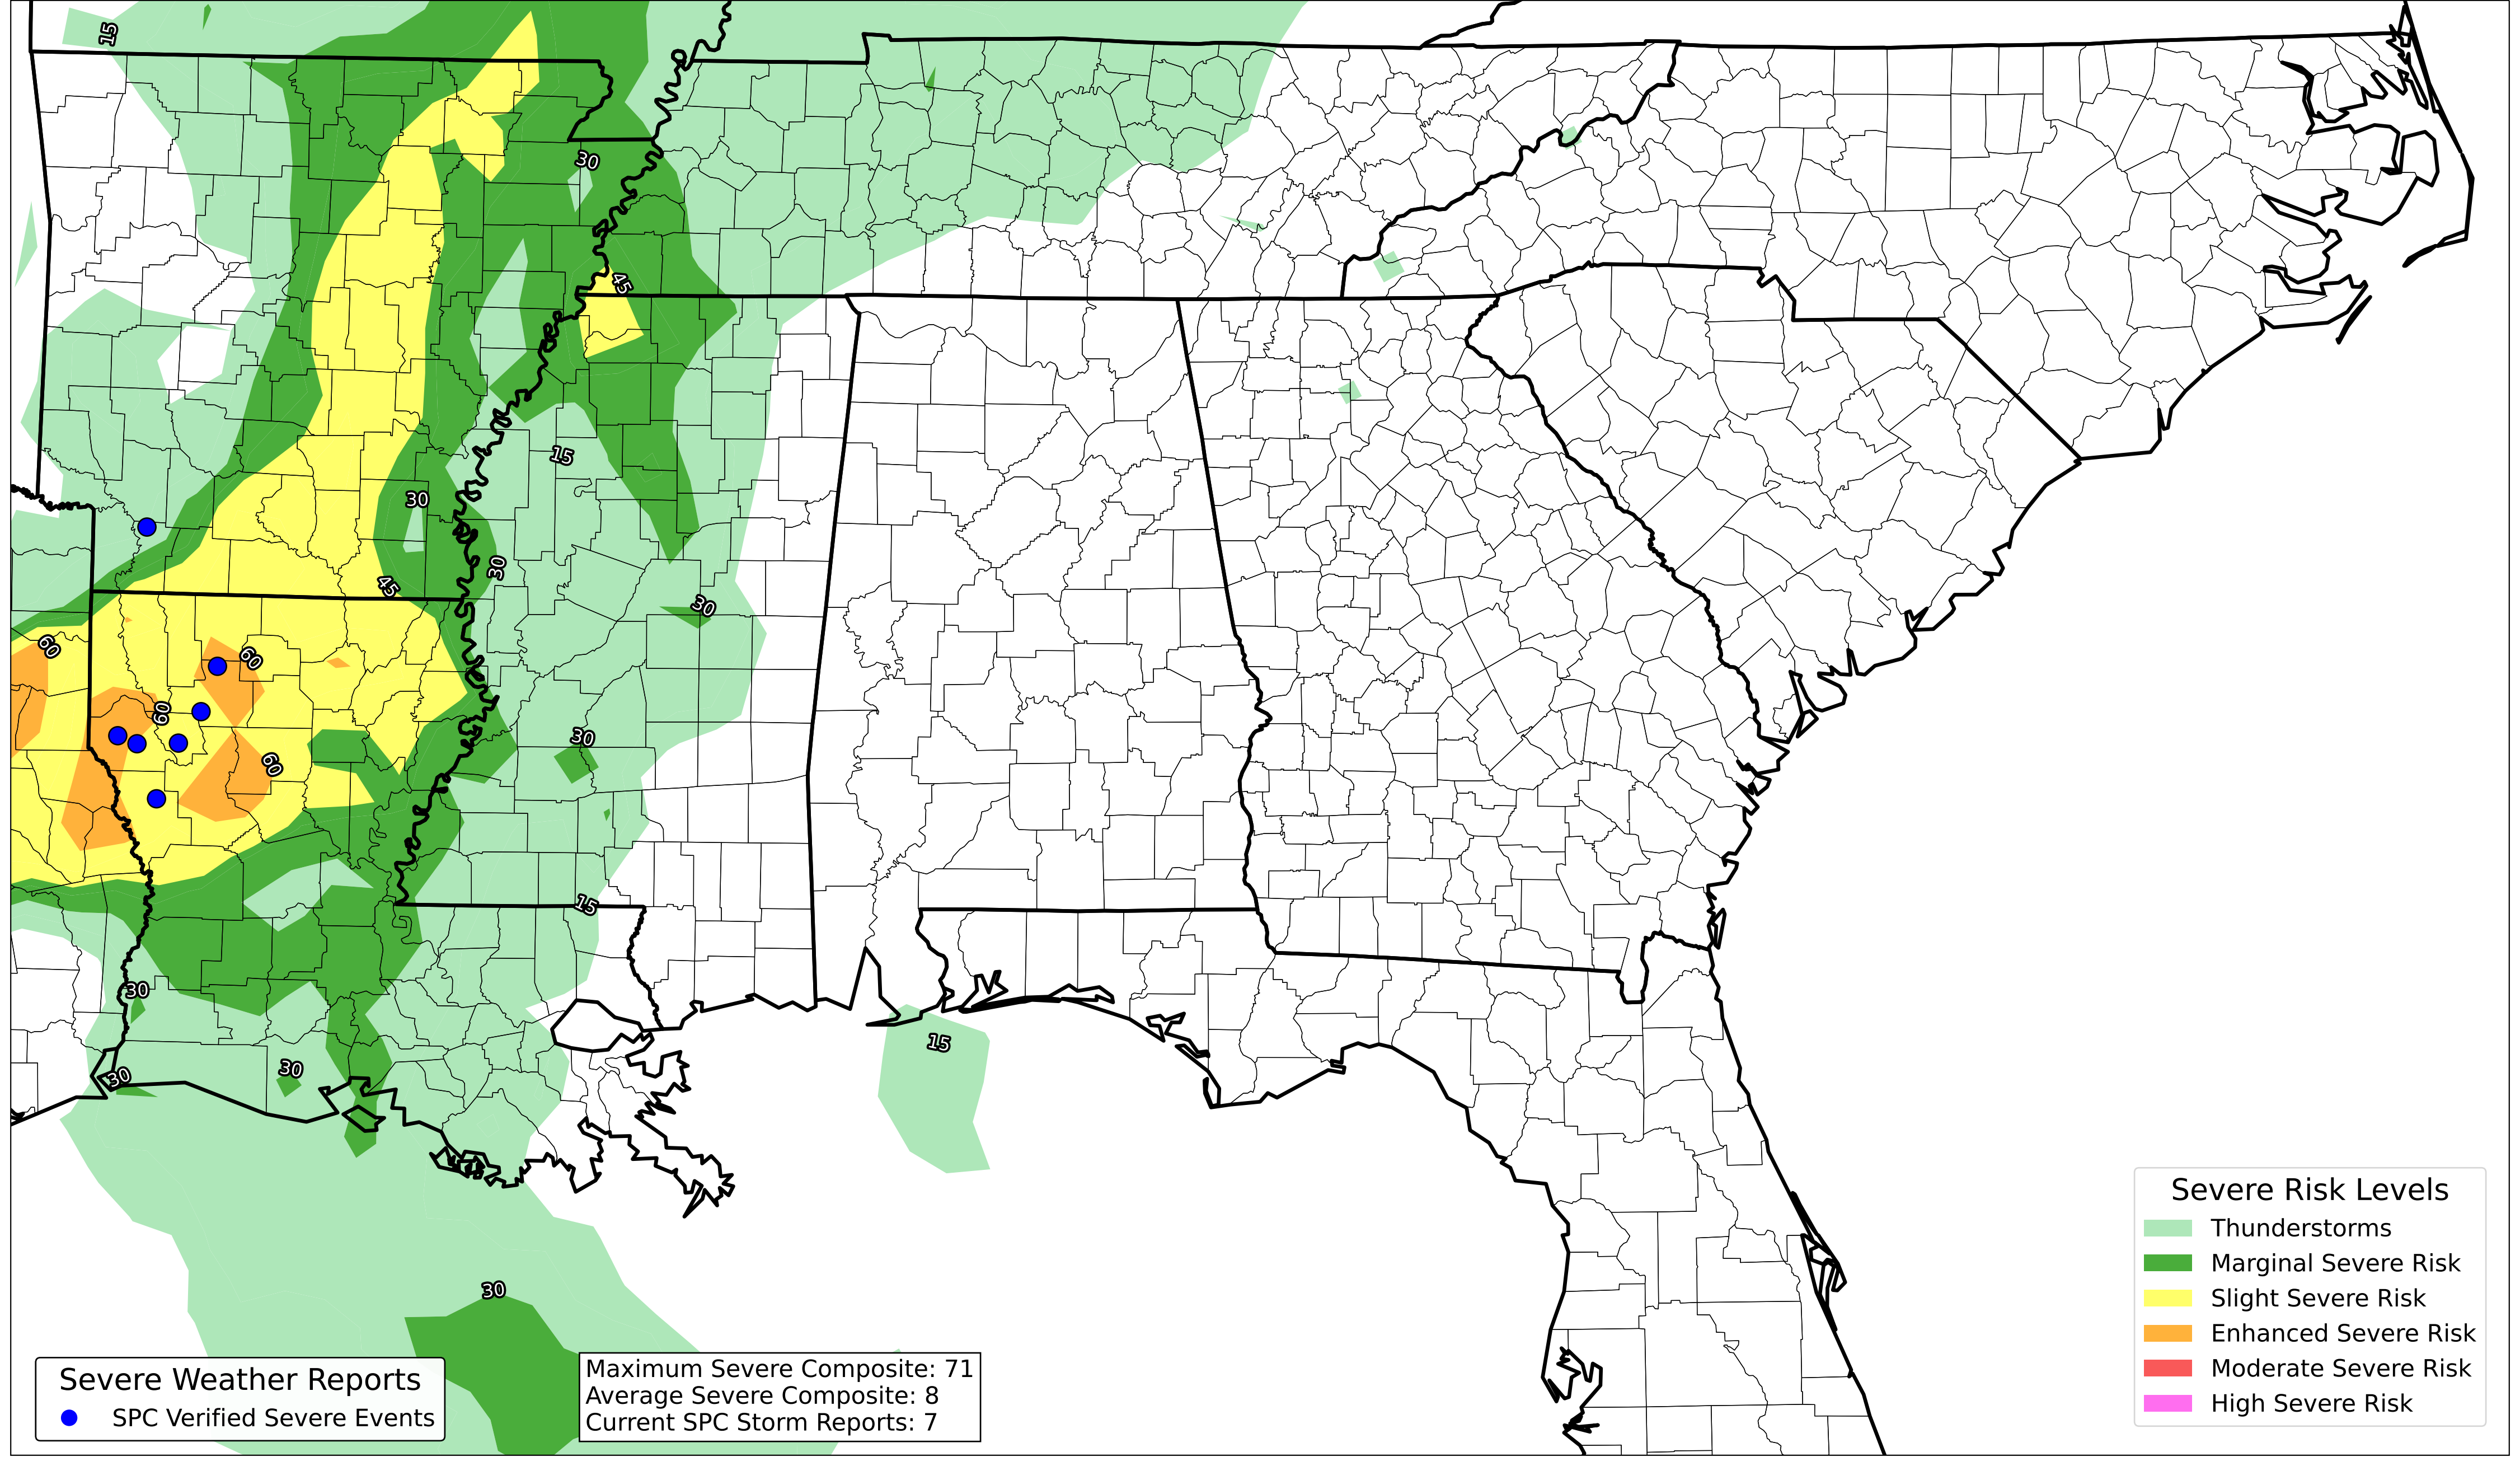 15
30
45
15
30
30
45
30
60
60
60
30
60
15
30
15
30
30
30
Severe Risk Levels
Thunderstorms
Marginal Severe Risk
Slight Severe Risk
Enhanced Severe Risk
Moderate Severe Risk
High Severe Risk
Severe Weather Reports
SPC Verified Severe Events
Maximum Severe Composite: 71
Average Severe Composite: 8
Current SPC Storm Reports: 7